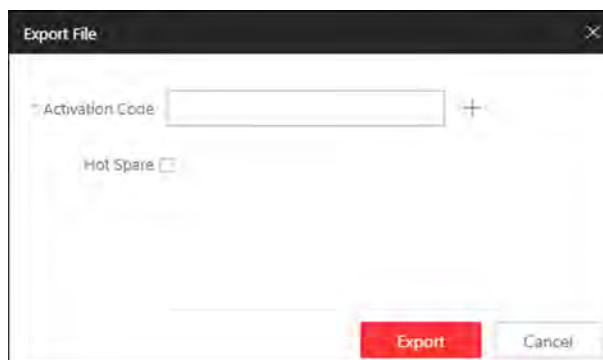 Export File
* Activation Code
Hot Spare
Export
Cancel